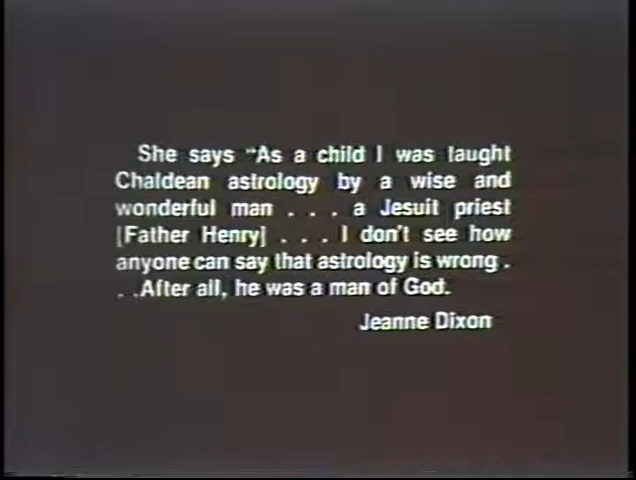 She says "As a child I was laught
Chaldean astrology by a wise and
wonderful man . . . a Jesuit priest
[Father Henry] . . . I don't see how
anyone can say that astrology is wrong .
. .After all, he was a man of God.
Jeanne Dixon